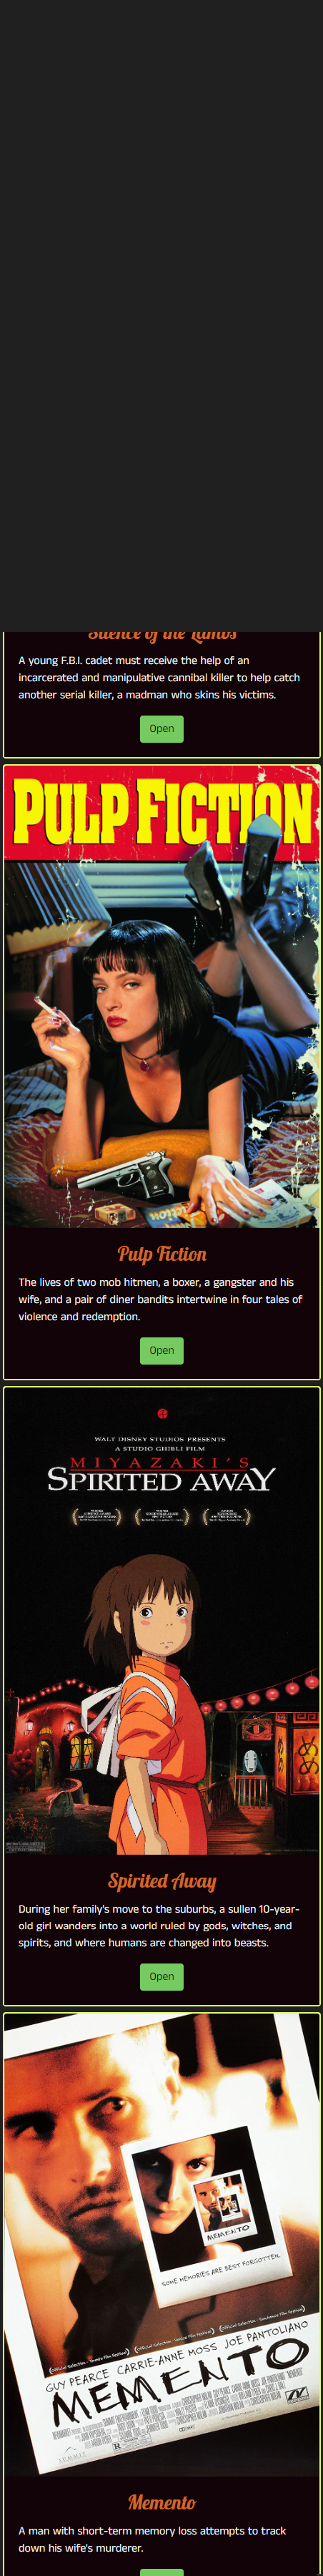 Silence of the Lambs
A young F.B.I. cadet must receive the help of an
incarcerated and manipulative cannibal killer to help catch
another serial killer, a madman who skins his victims.
Open
PULP FICTION
Pulp Fiction
The lives of two mob hitmen, a boxer, a gangster and his
wife, and a pair of diner bandits intertwine in four tales of
violence and redemption.
Open
WALT DISNEY STUDIOS PRESENTS
A STUDIO GHIBLI FILM
MIYAZAKI'S
SPIRITED AWAY
Spirited Away
During her family's move to the suburbs, a sullen 10-year-
old girl wanders into a world ruled by gods, witches, and
spirits, and where humans are changed into beasts.
Open
MEMENTO
SOME MEMORIES ARE BEST FORGOTTEN.
GUY PEARCE CARRIE-ANNE MOSS JOE PANTOLIANO
MEMENTO
R
Memento
A man with short-term memory loss attempts to track
down his wife's murderer.